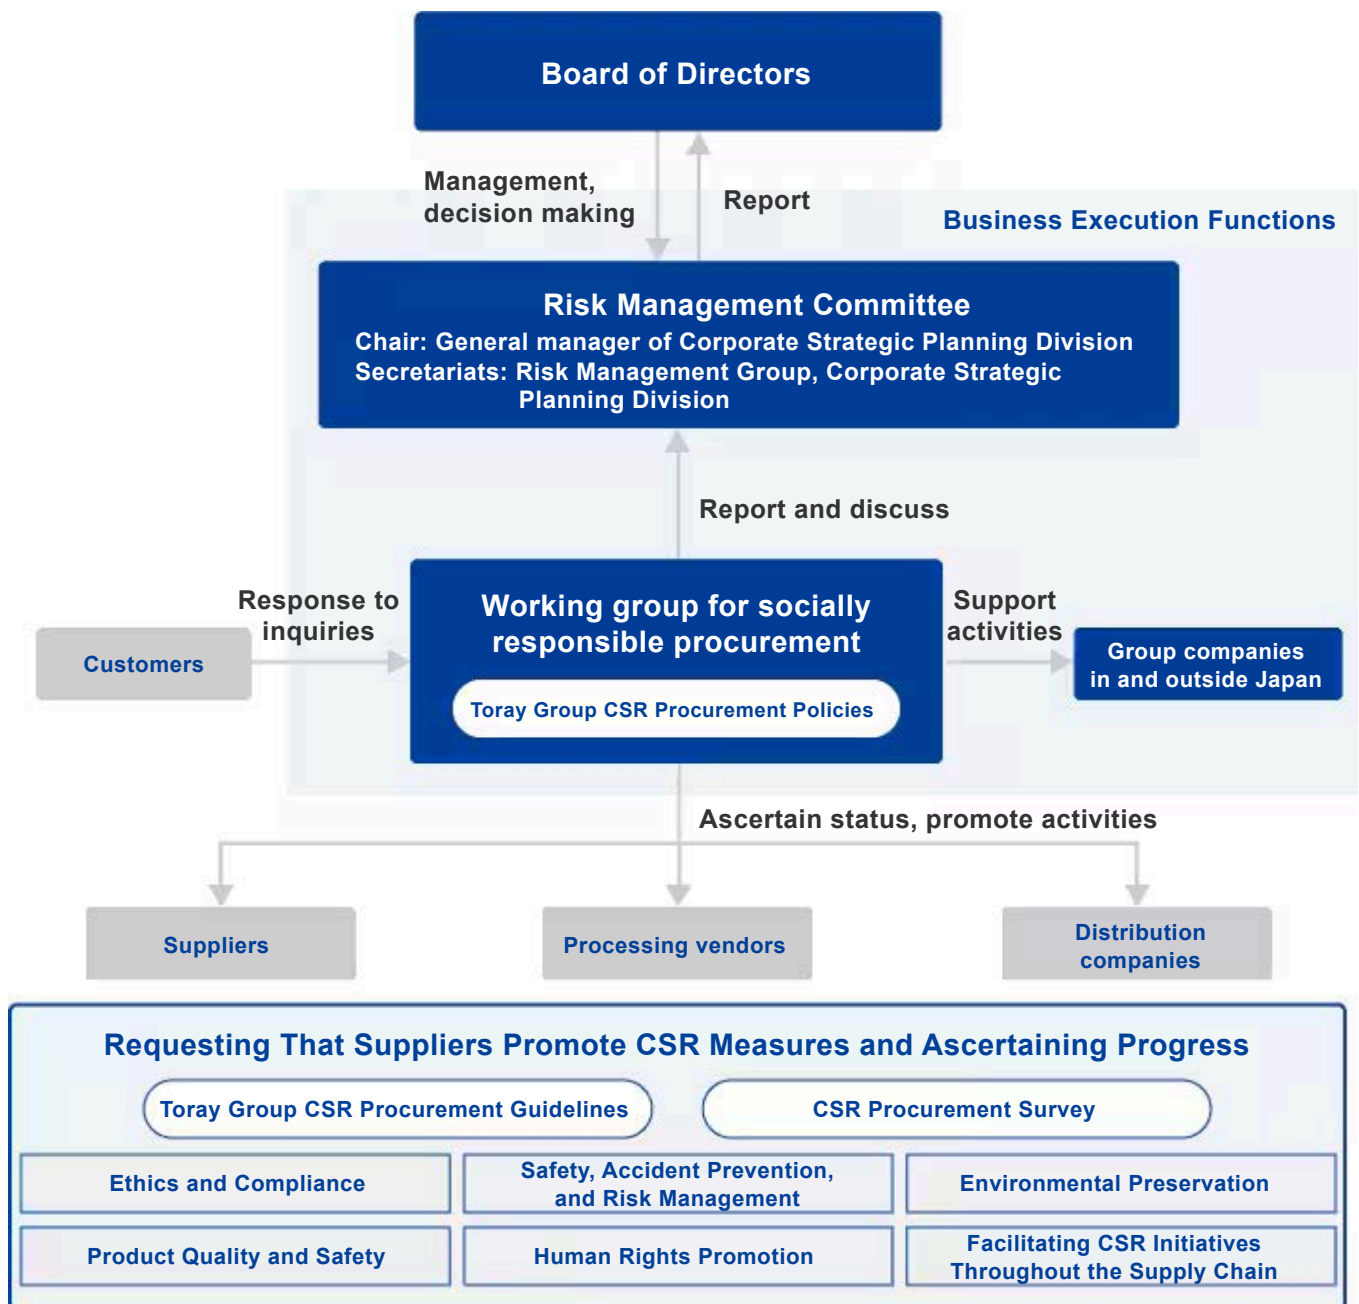 Board of Directors
Management,
decision making
Report
Business Execution Functions
Risk Management Committee
Chair: General manager of Corporate Strategic Planning Division
Secretariats: Risk Management Group, Corporate Strategic
Planning Division
Report and discuss
Response to
inquiries
Working group for socially
responsible procurement
Support
activities
Customers
Group companies
in and outside Japan
Toray Group CSR Procurement Policies
Ascertain status, promote activities
Suppliers
Processing vendors
Distribution
companies
Requesting That Suppliers Promote CSR Measures and Ascertaining Progress
Toray Group CSR Procurement Guidelines
CSR Procurement Survey
Ethics and Compliance
Safety, Accident Prevention,
and Risk Management
Environmental Preservation
Product Quality and Safety
Human Rights Promotion
Facilitating CSR Initiatives
Throughout the Supply Chain